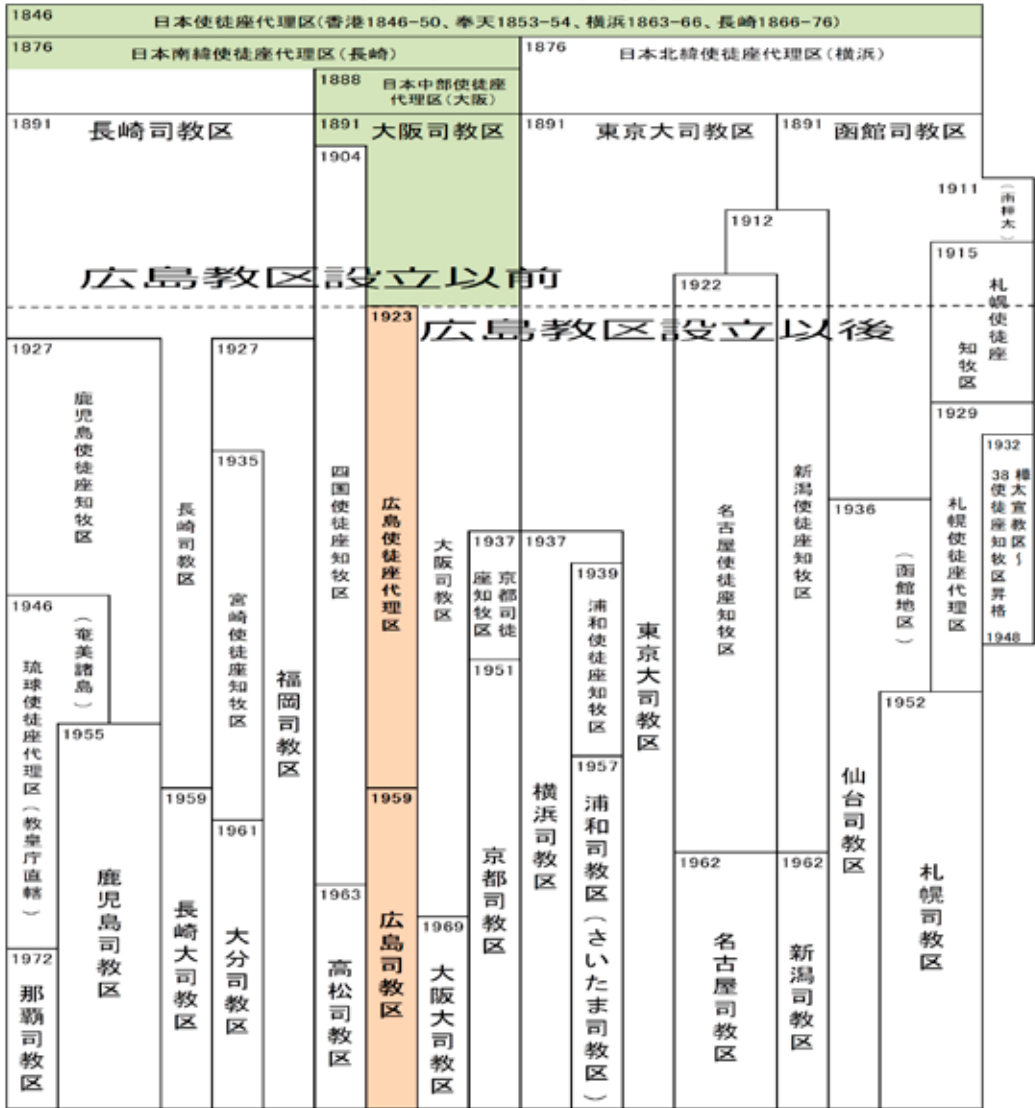 1846 日本使徒座代理区(香港1846-50、奉天1853-54、横浜1863-66、長崎1866-76)
1876 日本南緯使徒座代理区(長崎)
1876 日本北緯使徒座代理区(横浜)
1888 日本中部使徒座
代理区(大阪)
1891 長崎司教区
1891 大阪司教区
1891 東京大司教区
1891 函館司教区
1904
1911
(南樺太)
1912
1915
札幌使徒座
知牧区
1922
広島教区設立以前
1923
広島教区設立以後
1927
鹿児島使徒座知牧区
長崎司教区
1927
1935
宮崎使徒座知牧区
福岡司教区
四国使徒座知牧区
広島使徒座代理区
大阪司教区
1937
京都司徒
座知牧区
1937
1939
浦和使徒座知牧区
東京大司教区
名古屋使徒座知牧区
新潟使徒座知牧区
1936
(函館地区)
1929
札幌使徒座代理区
1932
樺太宣教区~
38使徒座知牧区昇格
1948
1946
(奄美諸島)
琉球使徒座代理区(教皇庁直轄)
1951
京都司教区
1952
札幌司教区
1955
鹿児島司教区
1957
浦和司教区(さいたま司教区)
横浜司教区
仙台司教区
1959
長崎大司教区
1959
広島司教区
1961
大分司教区
1962
名古屋司教区
1962
新潟司教区
1963
高松司教区
1969
大阪大司教区
1972
那覇司教区